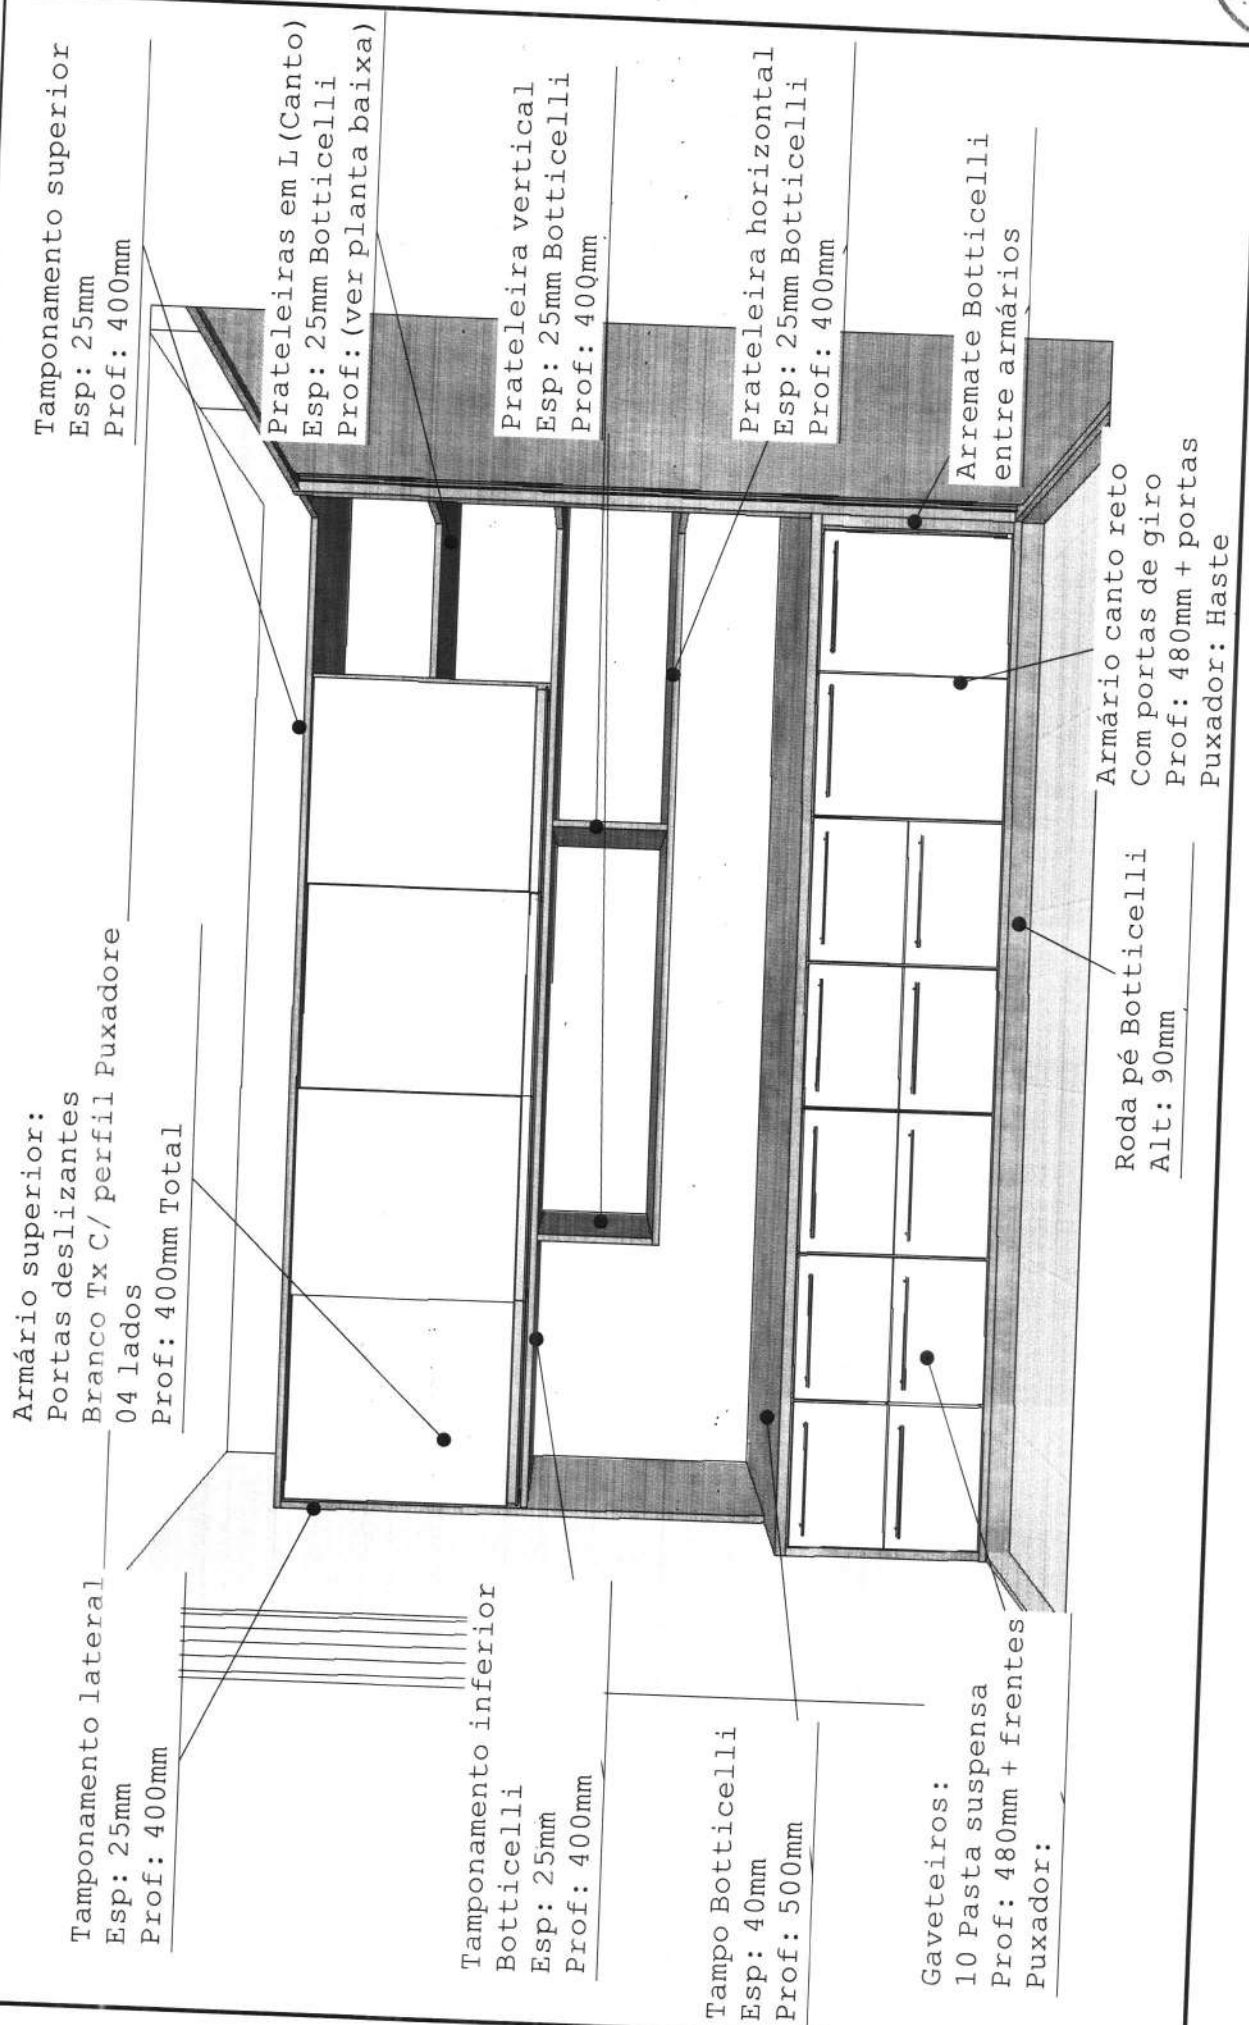 Armário superior:
Portas deslizantes
Branco Tx C/ perfil Puxadore
04 lados
Prof: 400mm Total
Tamponamento superior
Esp: 25mm
Prof: 400mm
Prateleiras em L(Canto)
Esp: 25mm Botticelli
Prof:(ver planta baixa)
Prateleira vertical
Esp: 25mm Botticelli
Prof: 400mm
Prateleira horizontal
Esp: 25mm Botticelli
Prof: 400mm
Arremate Botticelli
entre armários
Armário canto reto
Com portas de giro
Prof: 480mm + portas
Puxador: Haste
Roda pé Botticelli
Alt: 90mm
Tamponamento lateral
Esp: 25mm
Prof: 400mm
Tamponamento inferior
Botticelli
Esp: 25mm
Prof: 400mm
Tampo Botticelli
Esp: 40mm
Prof: 500mm
Gaveteiros:
10 Pasta suspensa
Prof: 480mm + frentes
Puxador: